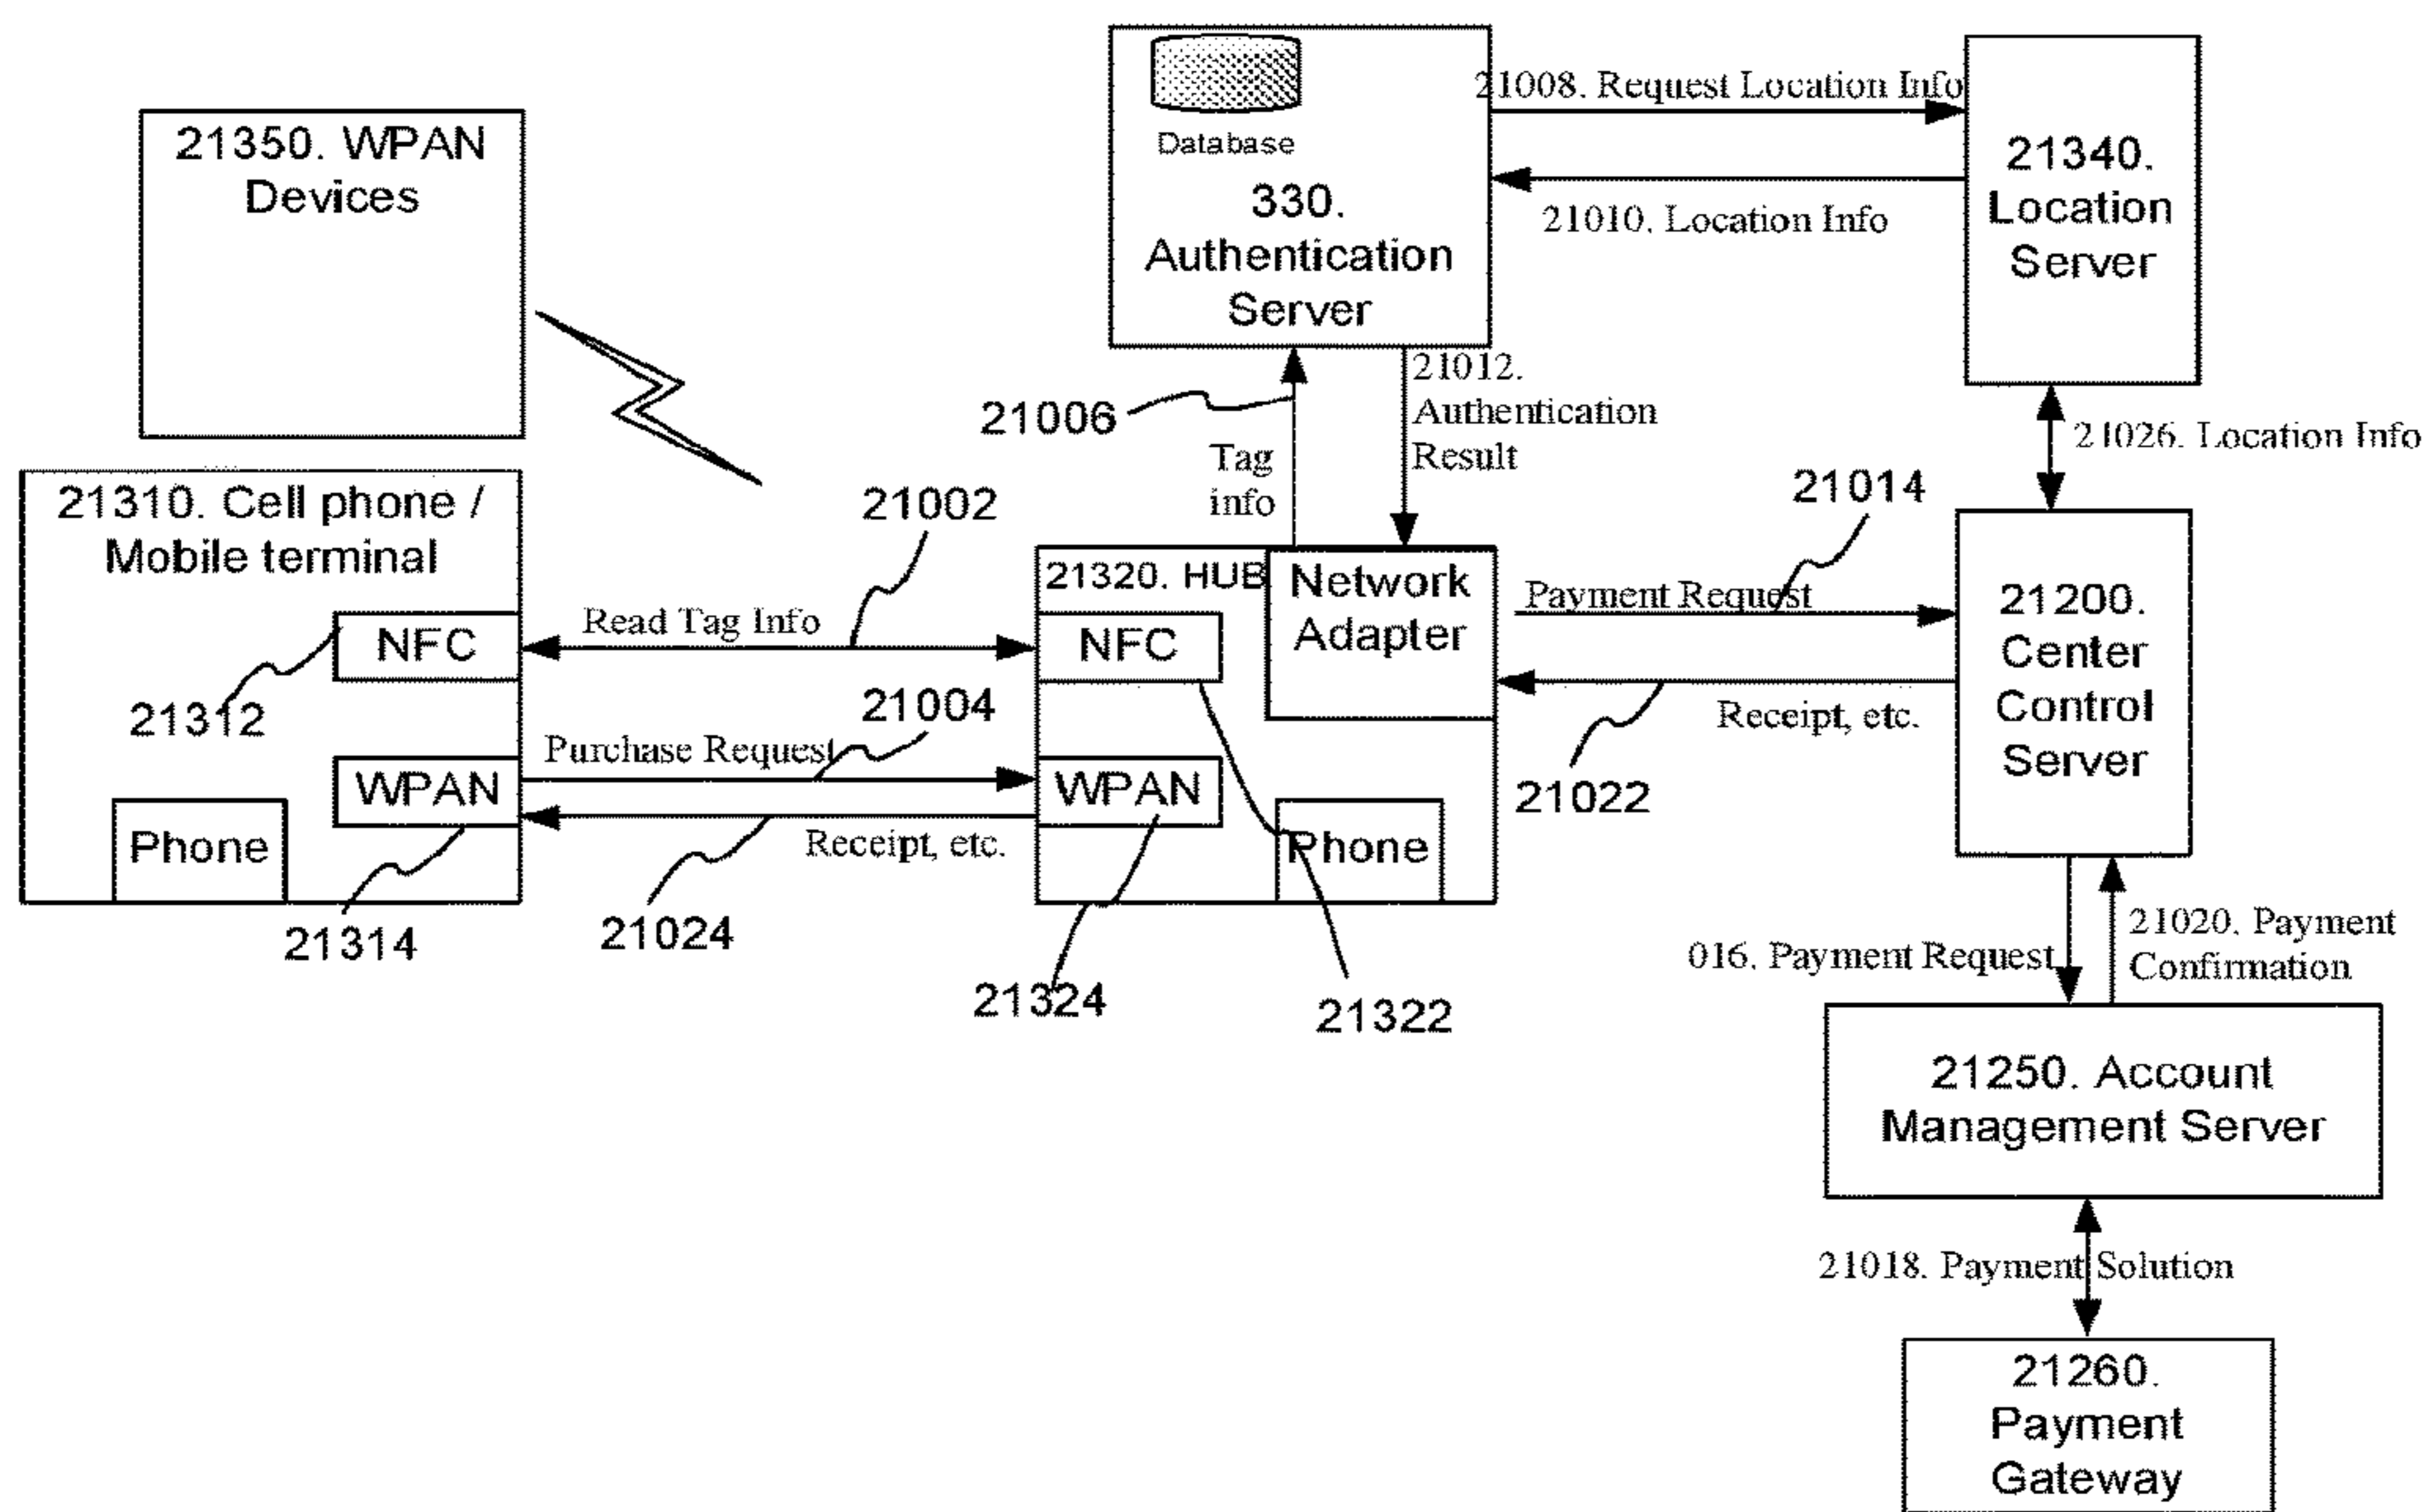 21350. WPAN
Devices
Database
330.
Authentication
Server
21008. Request Location Info
21010. Location Info
21340.
Location
Server
21006
Tag
info
21012.
Authentication
Result
21026. Location Info
21310. Cell phone /
Mobile terminal
NFC
21312
WPAN
Phone
21314
21002
Read Tag Info
21004
Purchase Request
Receipt, etc.
21024
21320. HUB
Network
Adapter
NFC
WPAN
Phone
21324
21322
21014
Payment Request
Receipt, etc.
21022
21200.
Center
Control
Server
016. Payment Request
21020. Payment
Confirmation
21250. Account
Management Server
21018. Payment Solution
21260.
Payment
Gateway